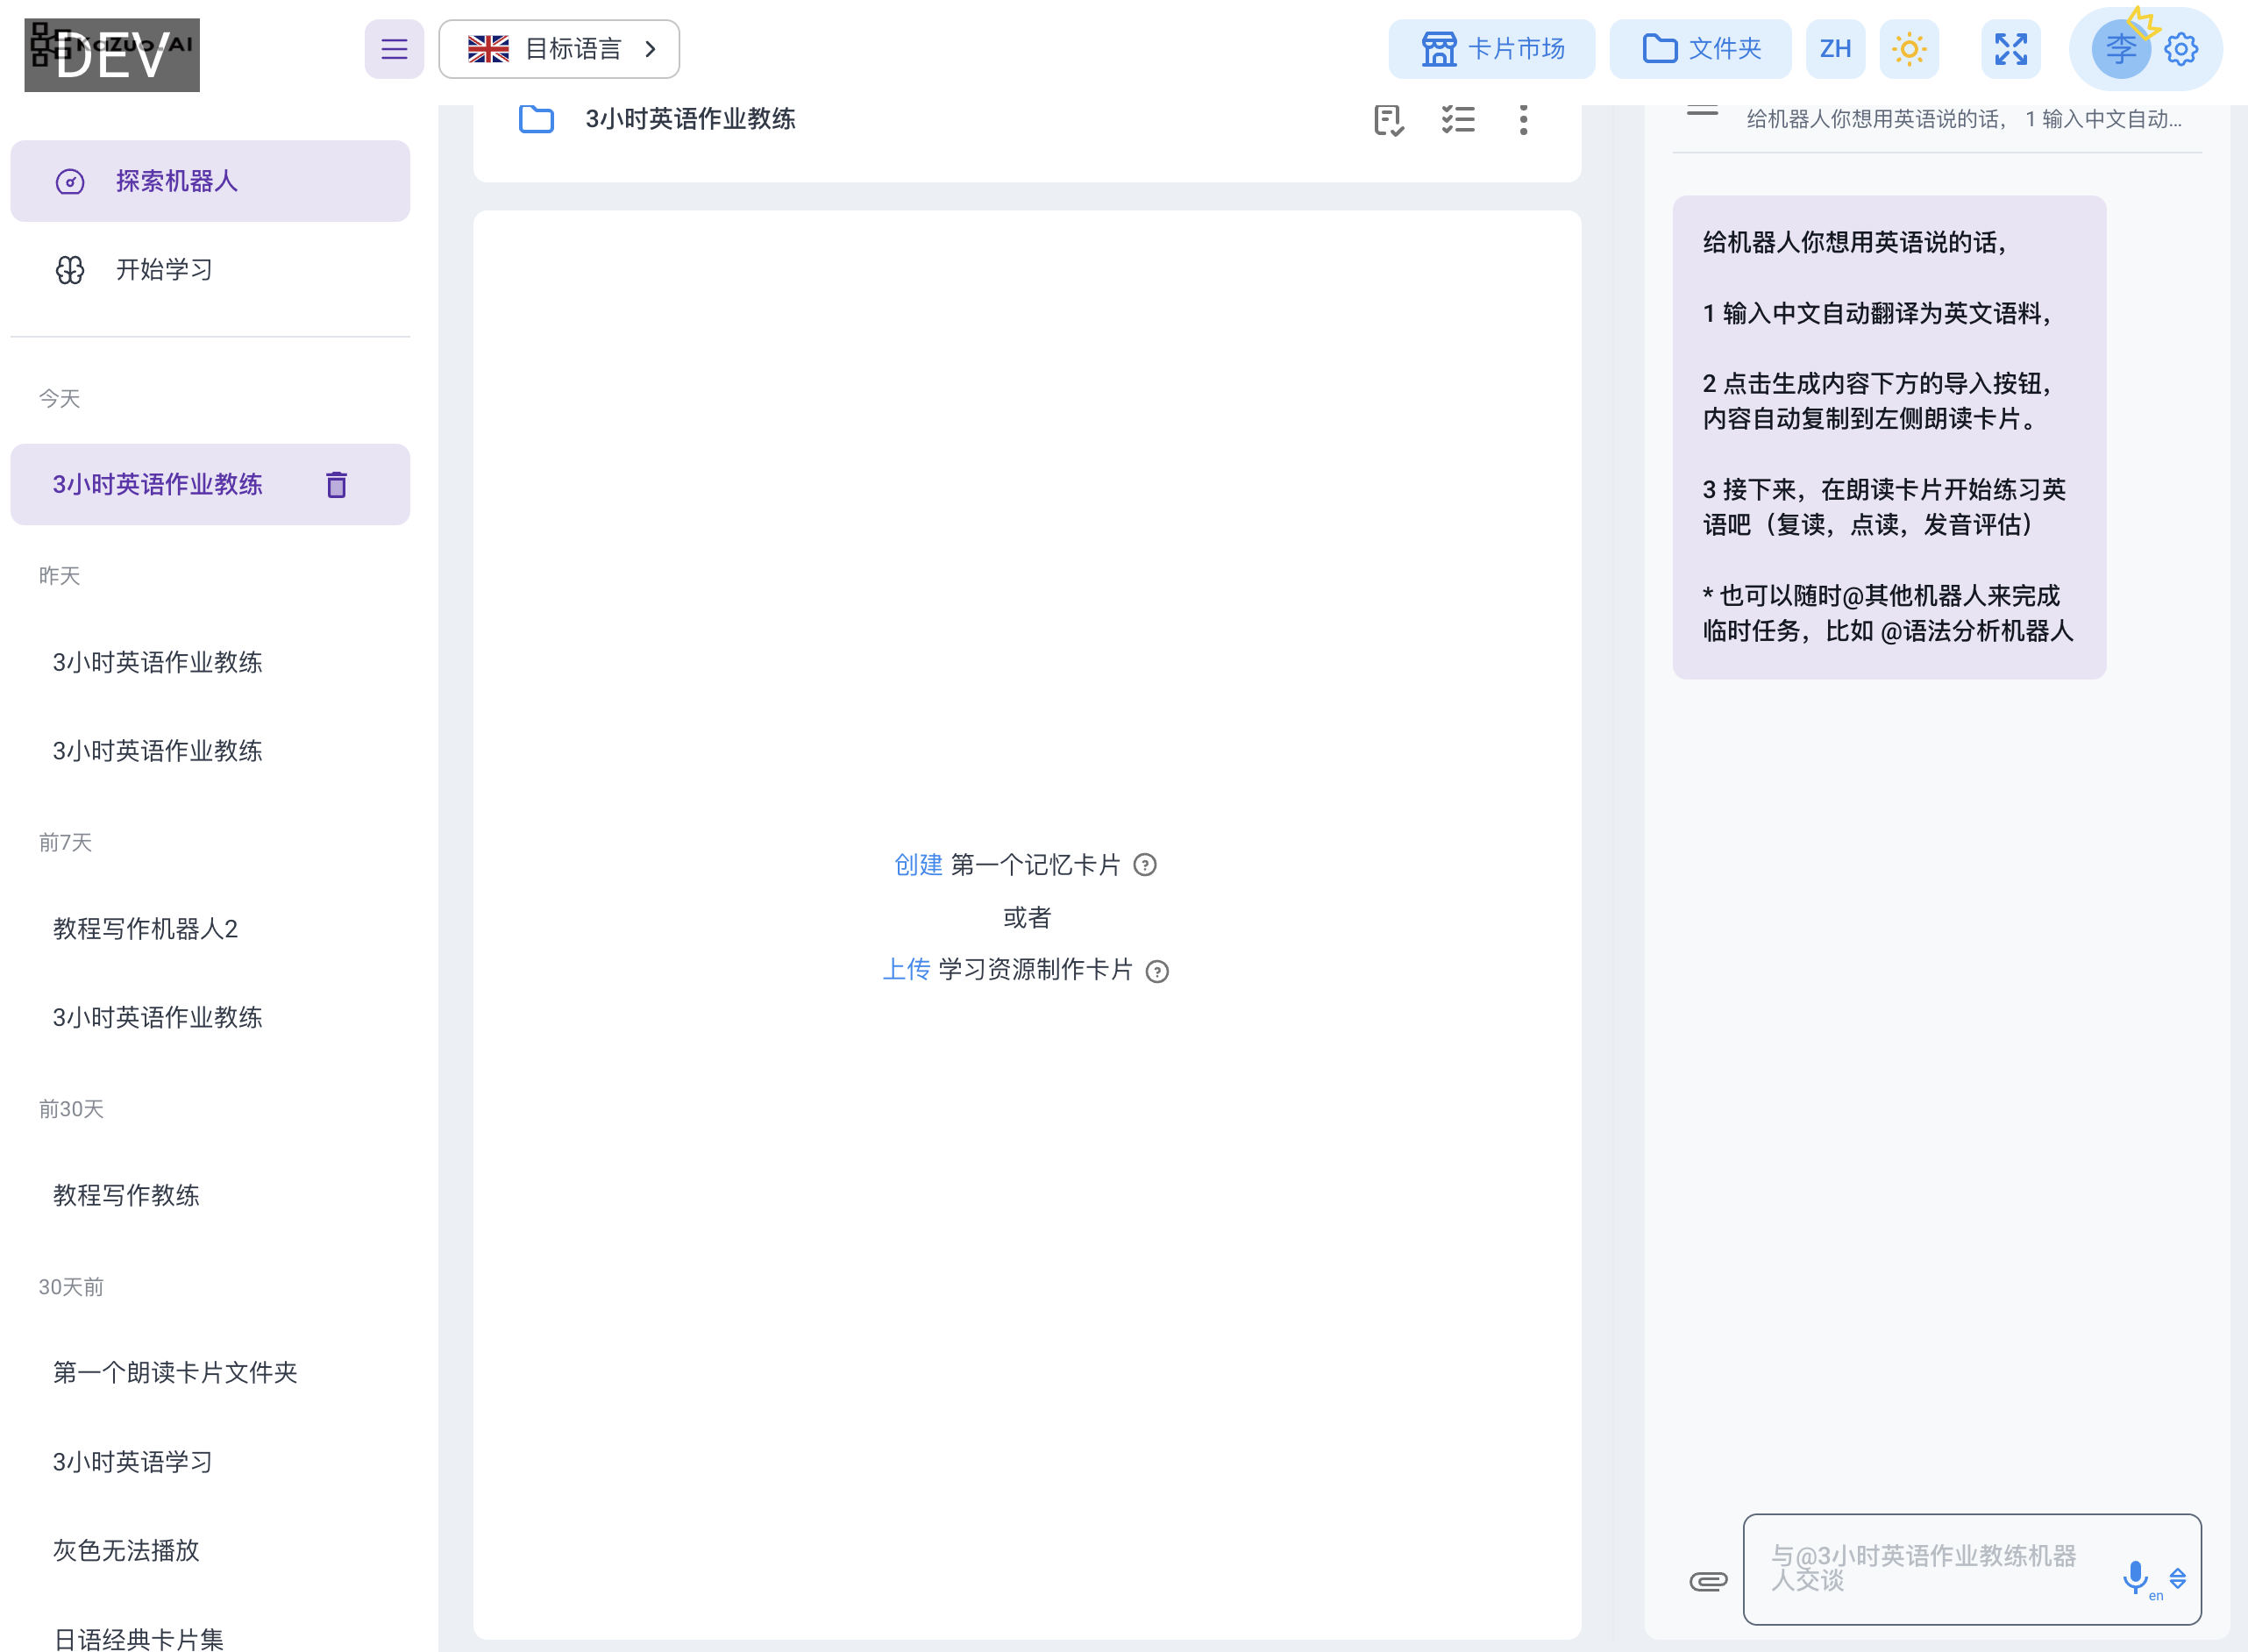 KaZuo.AI
DEV
目标语言
卡片市场
文件夹
ZH
李
探索机器人
开始学习
今天
3小时英语作业教练
昨天
3小时英语作业教练
3小时英语作业教练
前7天
教程写作机器人2
3小时英语作业教练
前30天
教程写作教练
30天前
第一个朗读卡片文件夹
3小时英语学习
灰色无法播放
日语经典卡片集
3小时英语作业教练
创建 第一个记忆卡片
或者
上传 学习资源制作卡片
给机器人你想用英语说的话， 1 输入中文自动...
给机器人你想用英语说的话，
1 输入中文自动翻译为英文语料，
2 点击生成内容下方的导入按钮，
内容自动复制到左侧朗读卡片。
3 接下来，在朗读卡片开始练习英
语吧（复读，点读，发音评估）
* 也可以随时@其他机器人来完成
临时任务，比如 @语法分析机器人
与@3小时英语作业教练机器
人交谈
en